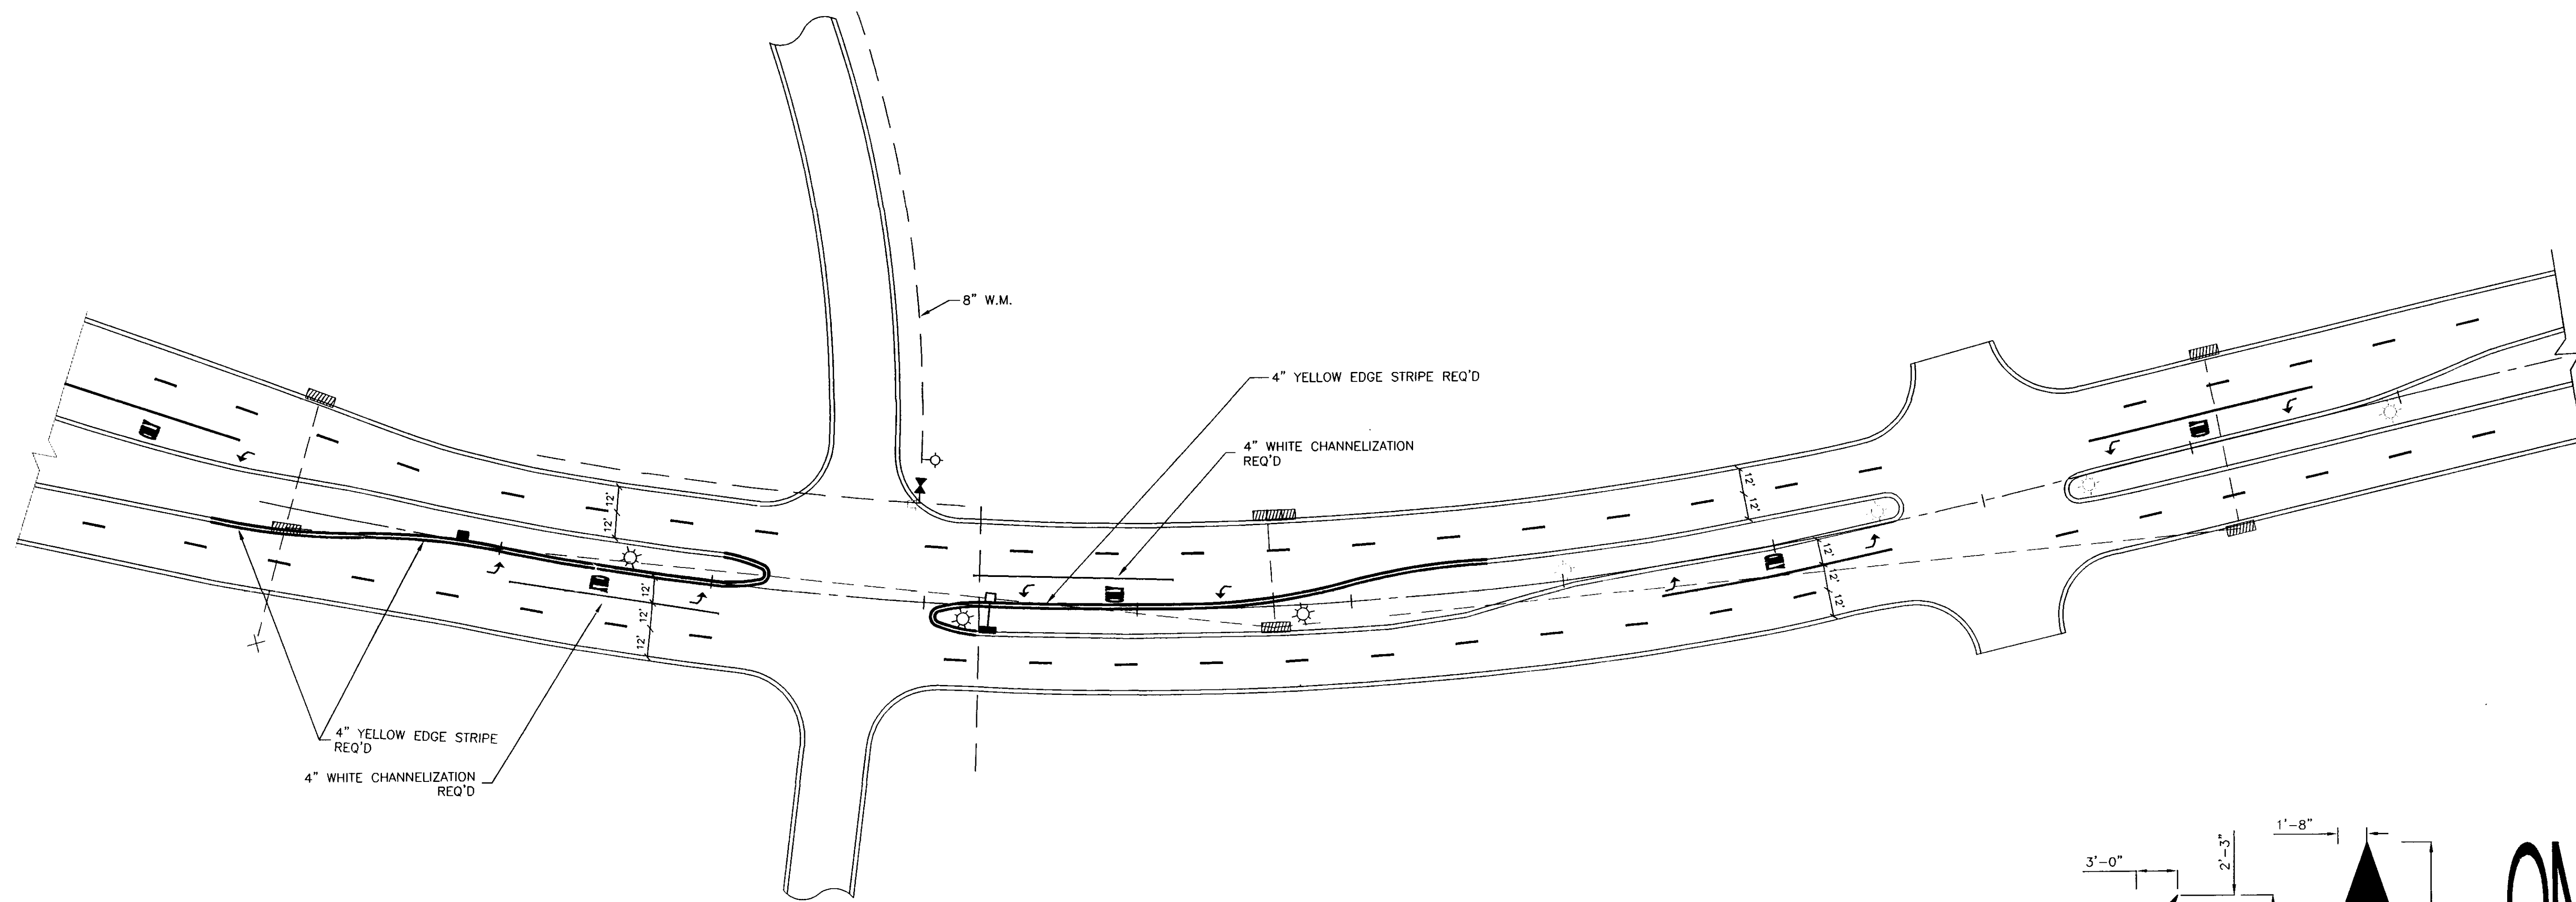 8" W.M.
4" YELLOW EDGE STRIPE REQ'D
4" WHITE CHANNELIZATION
REQ'D
12'
12'
12'
12'
12'
12'
12'
12'
12'
12'
4" YELLOW EDGE STRIPE
REQ'D
4" WHITE CHANNELIZATION
REQ'D
1'-8"
3'-0"
2'-3"